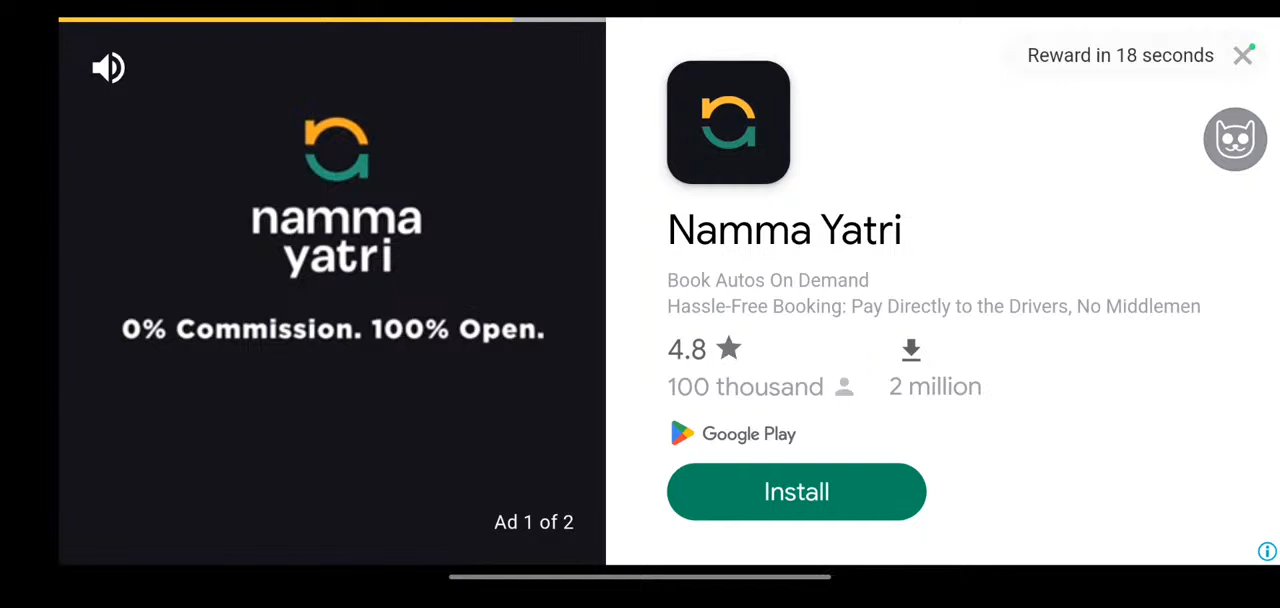 Reward in 18 seconds
namma
yatri
0% Commission. 100% Open.
Ad 1 of 2
Namma Yatri
Book Autos On Demand
Hassle-Free Booking: Pay Directly to the Drivers, No Middlemen
4.8
100 thousand 2 million
Google Play
Install